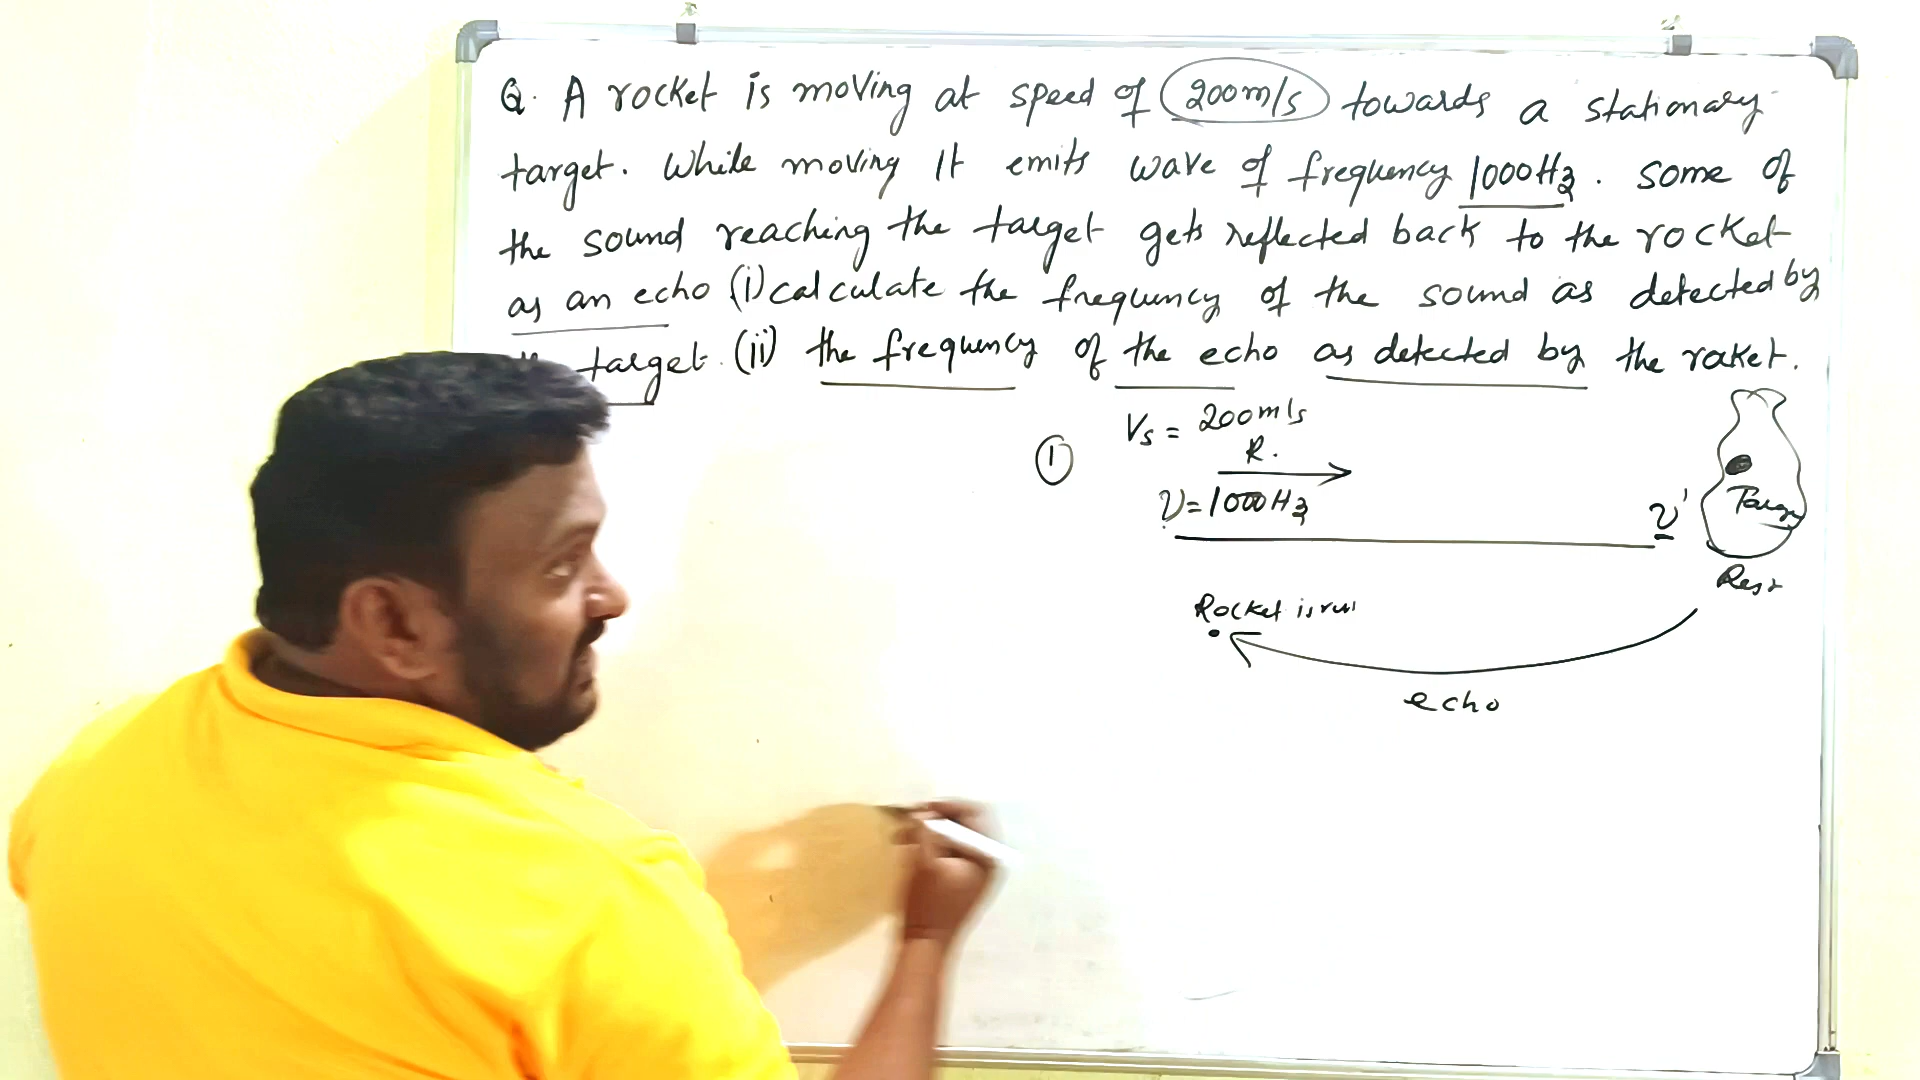 Q. A rocket is moving at speed of 200m/s towards a stationary
target. While moving it emits wave of frequency 1000Hz. some of
the sound reaching the target gets reflected back to the rocket
as an echo (i) calculate the frequency of the sound as detected by
target. (ii) the frequency of the echo as detected by the roket.
① Vs = 200m/s
R.
ν=1000Hz
ν'
Target
Rest
Rocket is
echo